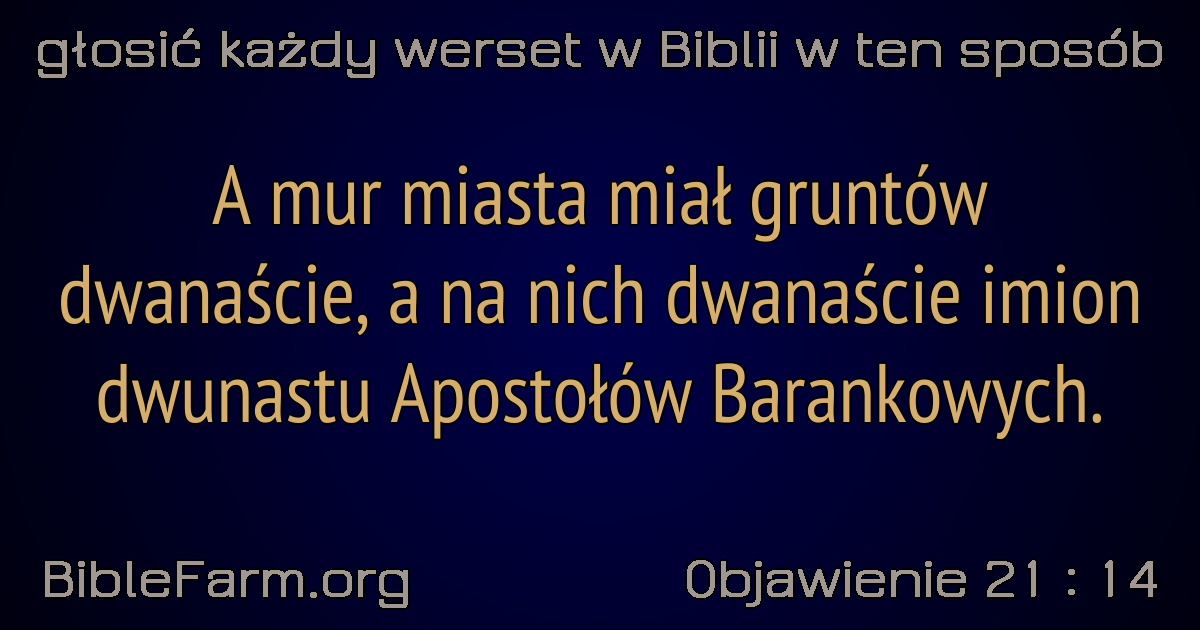 głosić każdy werset w Biblii w ten sposób
A mur miasta miał gruntów
dwanaście, a na nich dwanaście imion
dwunastu Apostołów Barankowych.
BibleFarm.org
Objawienie 21 : 14